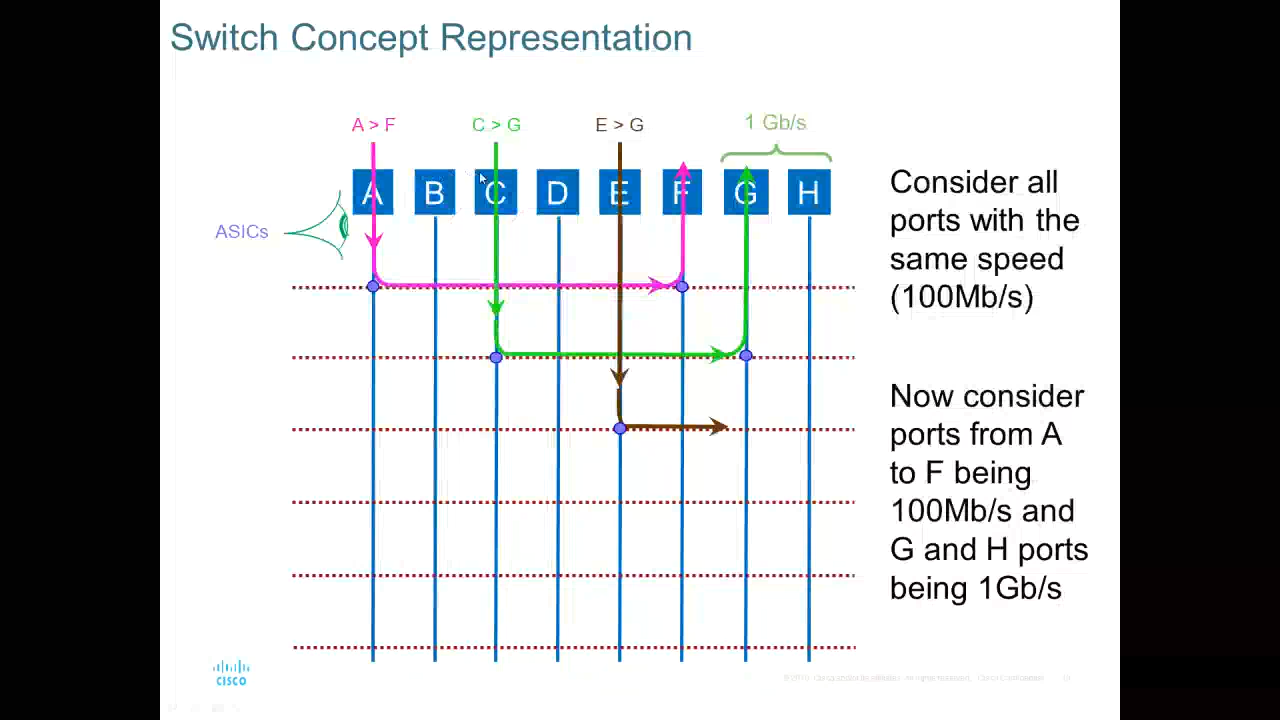 Switch Concept Representation
A > F
C > G
E > G
1 Gb/s
A B C D E F G H
ASICs
Consider all
ports with the
same speed
(100Mb/s)
Now consider
ports from A
to F being
100Mb/s and
G and H ports
being 1Gb/s
CISCO